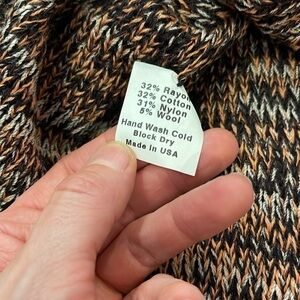 32% Rayon
32% Cotton
31% Nylon
5% Wool
Hand Wash Cold
Block Dry
Made in USA